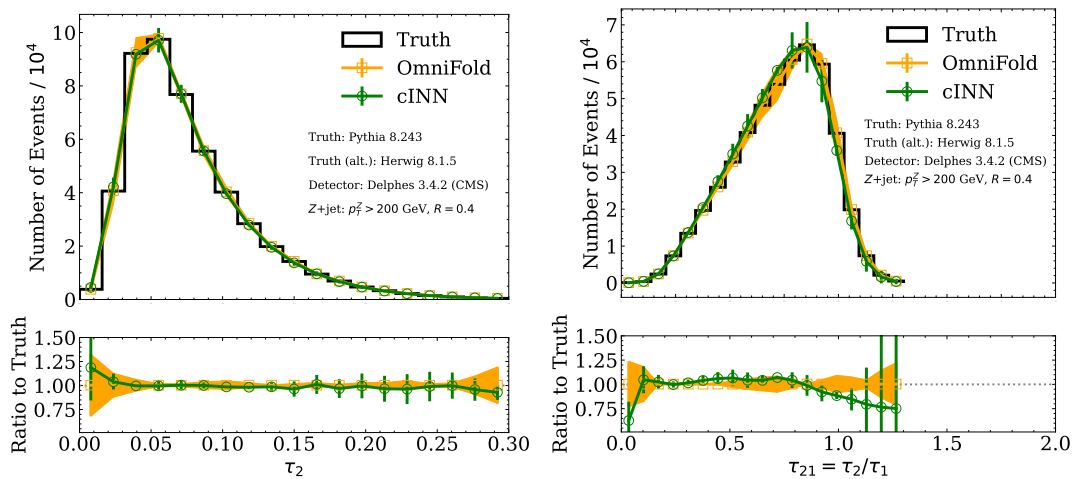 Number of Events / 10^4
10
8
6
4
2
0
Truth
OmniFold
cINN
Truth: Pythia 8.243
Truth (alt.): Herwig 8.1.5
Detector: Delphes 3.4.2 (CMS)
Z+jet: p_T^Z > 200 GeV, R = 0.4
Ratio to Truth
1.50
1.25
1.00
0.75
0.00 0.05 0.10 0.15 0.20 0.25 0.30
τ_2
Number of Events / 10^4
7
6
5
4
3
2
1
0
Truth
OmniFold
cINN
Truth: Pythia 8.243
Truth (alt.): Herwig 8.1.5
Detector: Delphes 3.4.2 (CMS)
Z+jet: p_T^Z > 200 GeV, R = 0.4
Ratio to Truth
1.50
1.25
1.00
0.75
0.0 0.5 1.0 1.5 2.0
τ_21 = τ_2/τ_1